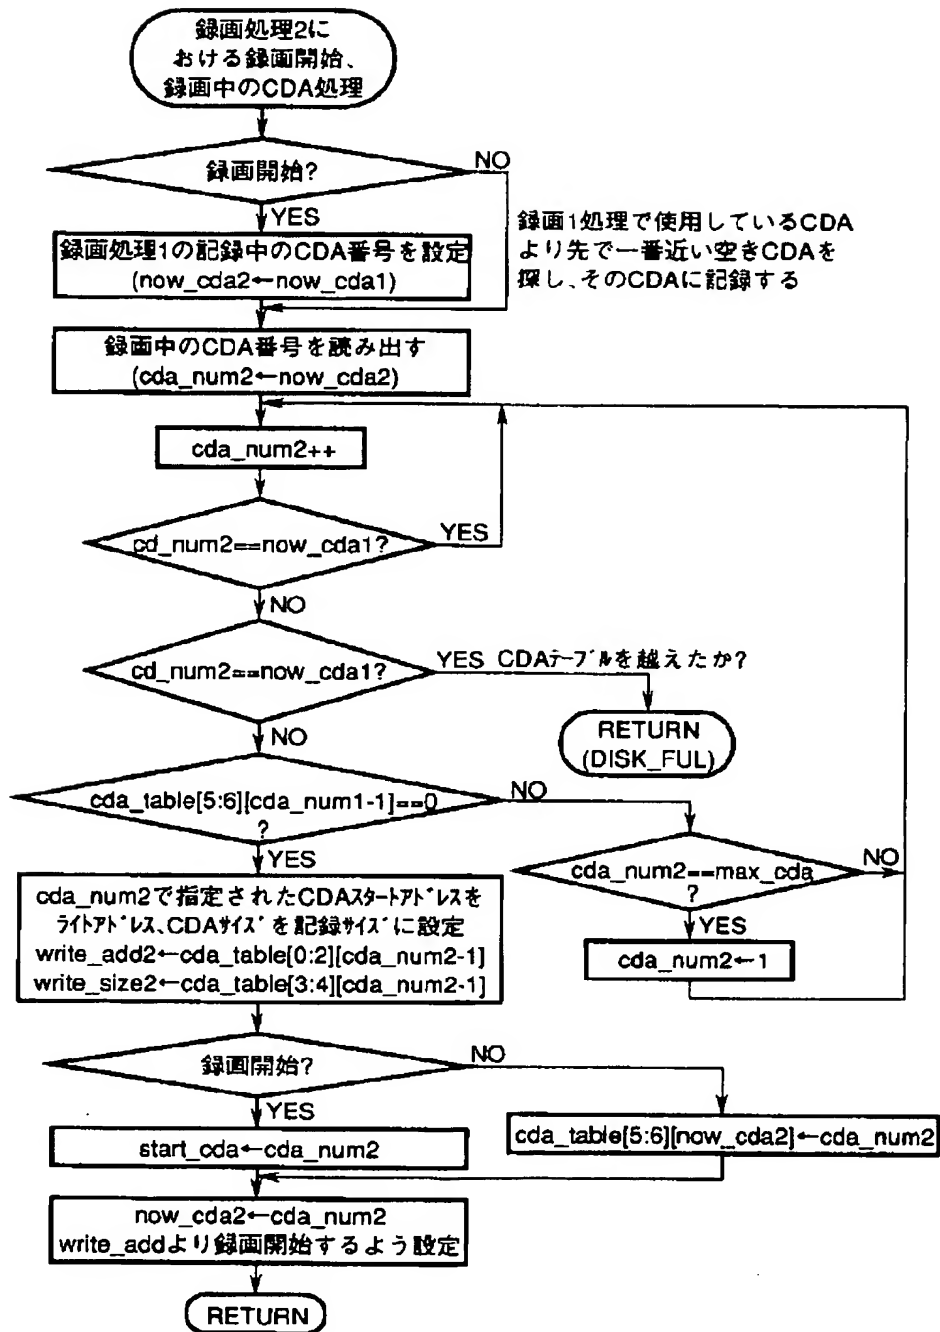 録画処理2に
おける録画開始、
録画中のCDA処理
録画開始?
NO
YES
録画1処理で使用しているCDA
より先で一番近い空きCDAを
探し、そのCDAに記録する
録画処理1の記録中のCDA番号を設定
(now_cda2←now_cda1)
録画中のCDA番号を読み出す
(cda_num2←now_cda2)
cda_num2++
cd_num2==now_cda1?
YES
NO
cd_num2==now_cda1?
YES CDAテーブルを越えたか?
NO
RETURN
(DISK_FUL)
cda_table[5:6][cda_num1-1]==0
?
NO
YES
cda_num2==max_cda
?
NO
YES
cda_num2←1
cda_num2で指定されたCDAスタートアドレスを
ライトアドレス、CDAサイズを記録サイズに設定
write_add2←cda_table[0:2][cda_num2-1]
write_size2←cda_table[3:4][cda_num2-1]
録画開始?
NO
YES
start_cda←cda_num2
cda_table[5:6][now_cda2]←cda_num2
now_cda2←cda_num2
write_addより録画開始するよう設定
RETURN